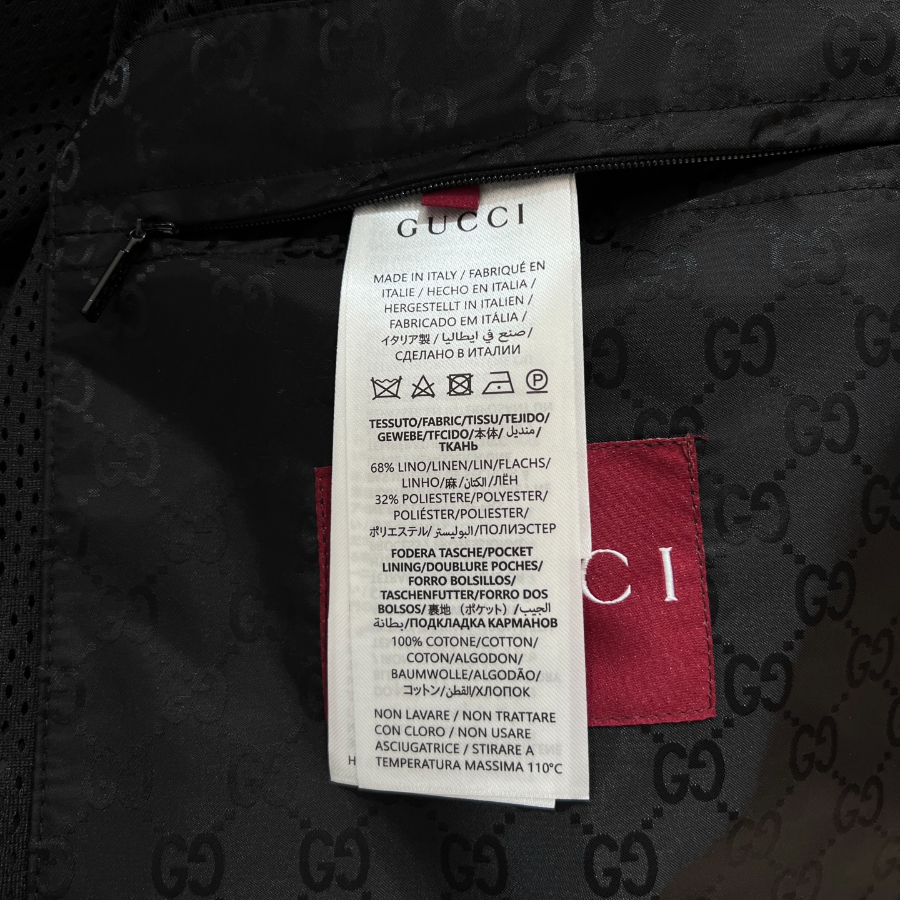 GUCCI
MADE IN ITALY / FABRIQUÉ EN
ITALIE / HECHO EN ITALIA /
HERGESTELLT IN ITALIEN /
FABRICADO EM ITÁLIA /
イタリア製 / صنع في ايطاليا /
СДЕЛАНО В ИТАЛИИ
P
TESSUTO/FABRIC/TISSU/TEJIDO/
GEWEBE/TFCIDO/本体/منديل/
ТКАНЬ
68% LINO/LINEN/LIN/FLACHS/
LINHO/麻/الكتان/ЛЁН
32% POLIESTERE/POLYESTER/
POLIÉSTER/POLIESTER/
ポリエステル/البوليستر/ПОЛИЭСТЕР
FODERA TASCHE/POCKET
LINING/DOUBLURE POCHES/
FORRO BOLSILLOS/
TASCHENFUTTER/FORRO DOS
BOLSOS/裏地 (ポケット)/الجيب
بطانة/ПОДКЛАДКА КАРМАНОВ
100% COTONE/COTTON/
COTON/ALGODON/
BAUMWOLLE/ALGODÃO/
コットン/القطن/ХЛОПОК
NON LAVARE / NON TRATTARE
CON CLORO / NON USARE
ASCIUGATRICE / STIRARE A
TEMPERATURA MASSIMA 110°C
CI